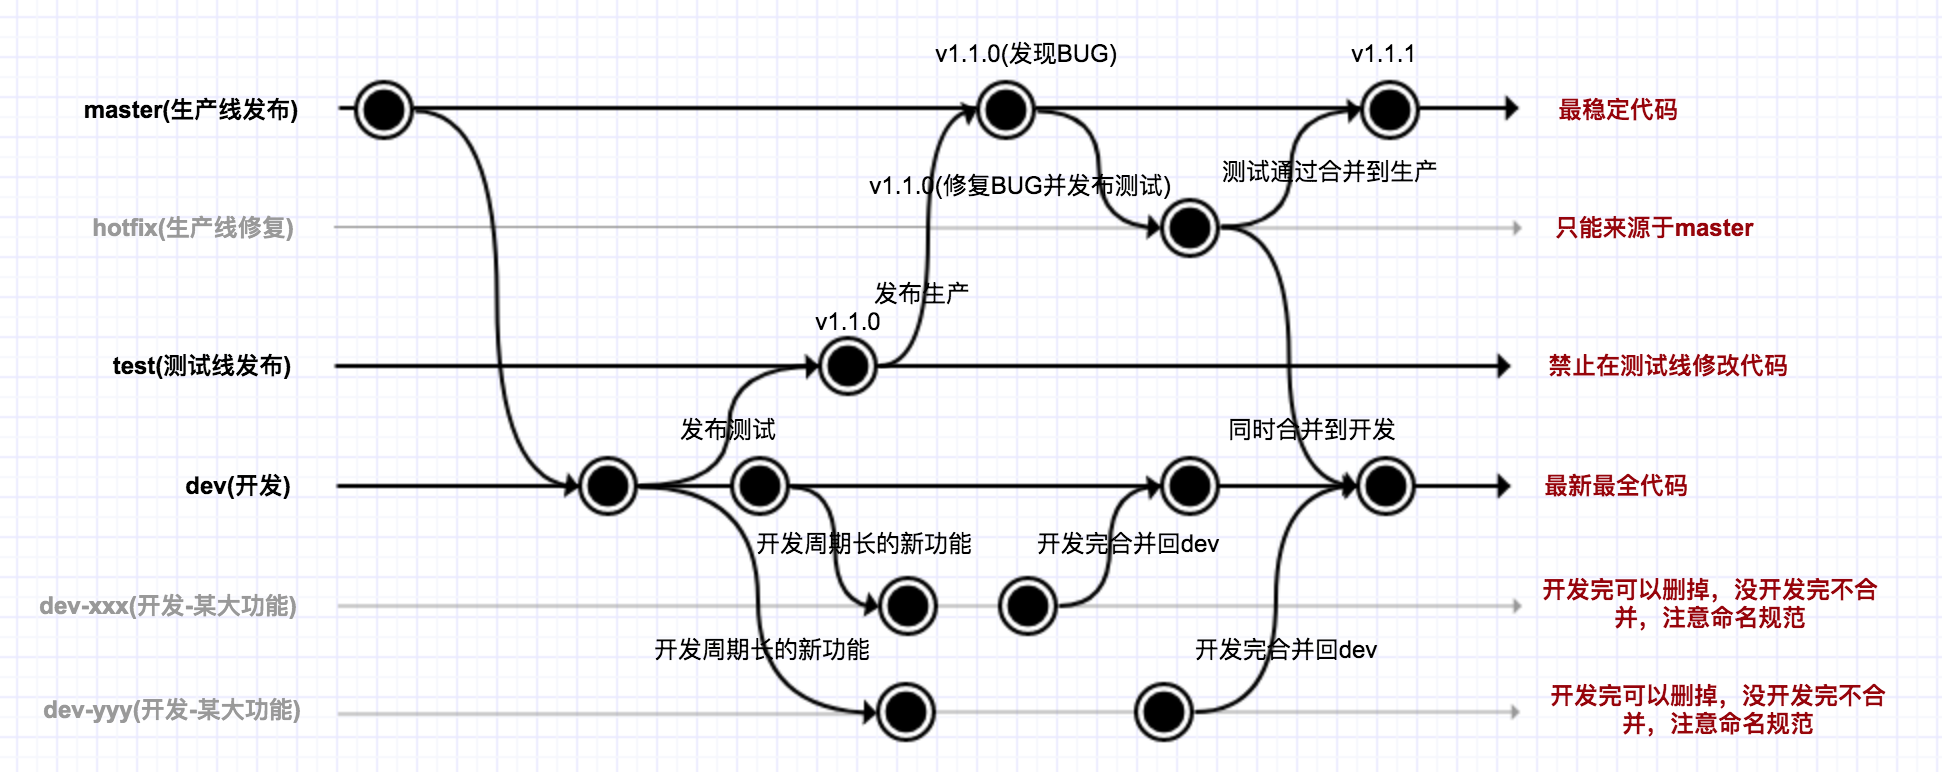 v1.1.0(发现BUG)
v1.1.1
master(生产线发布)
最稳定代码
测试通过合并到生产
v1.1.0(修复BUG并发布测试)
hotfix(生产线修复)
只能来源于master
发布生产
v1.1.0
test(测试线发布)
禁止在测试线修改代码
发布测试
同时合并到开发
dev(开发)
最新最全代码
开发周期长的新功能
开发完合并回dev
dev-xxx(开发-某大功能)
开发完可以删掉，没开发完不合
并，注意命名规范
开发周期长的新功能
开发完合并回dev
dev-yyy(开发-某大功能)
开发完可以删掉，没开发完不合
并，注意命名规范